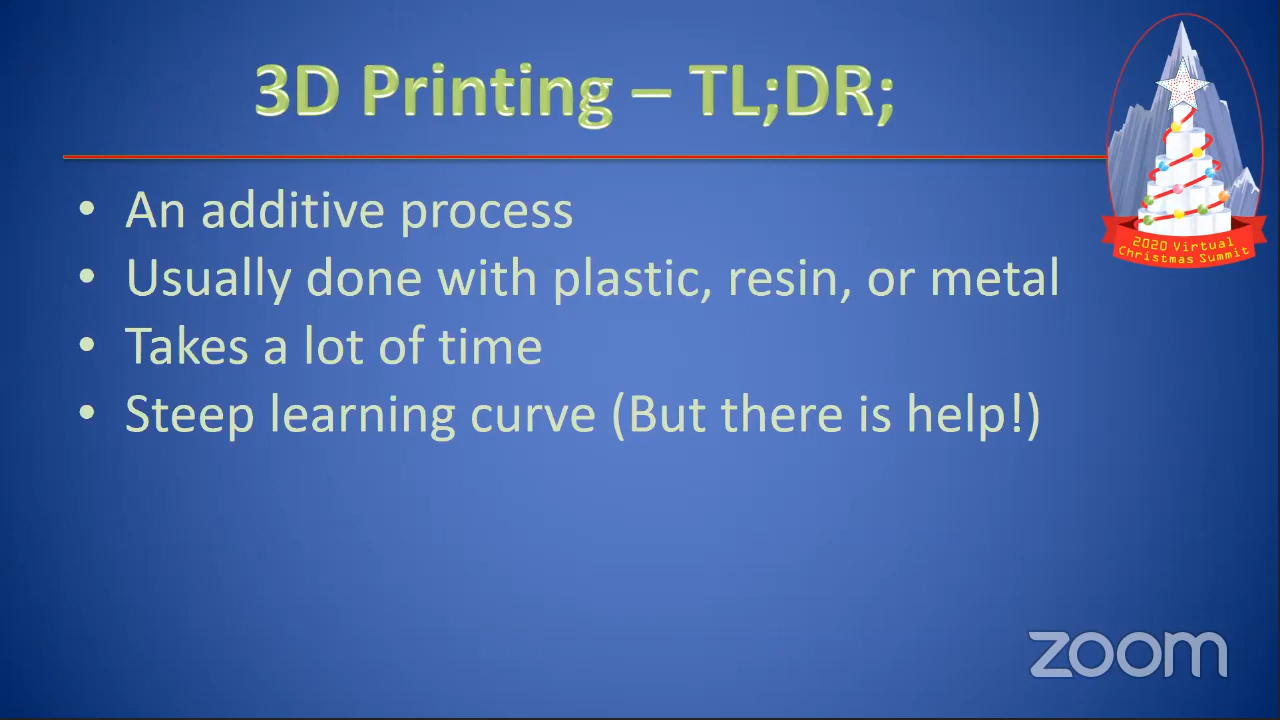 3D Printing – TL;DR;
• An additive process
• Usually done with plastic, resin, or metal
• Takes a lot of time
• Steep learning curve (But there is help!)
2020 Virtual
Christmas Summit
zoom